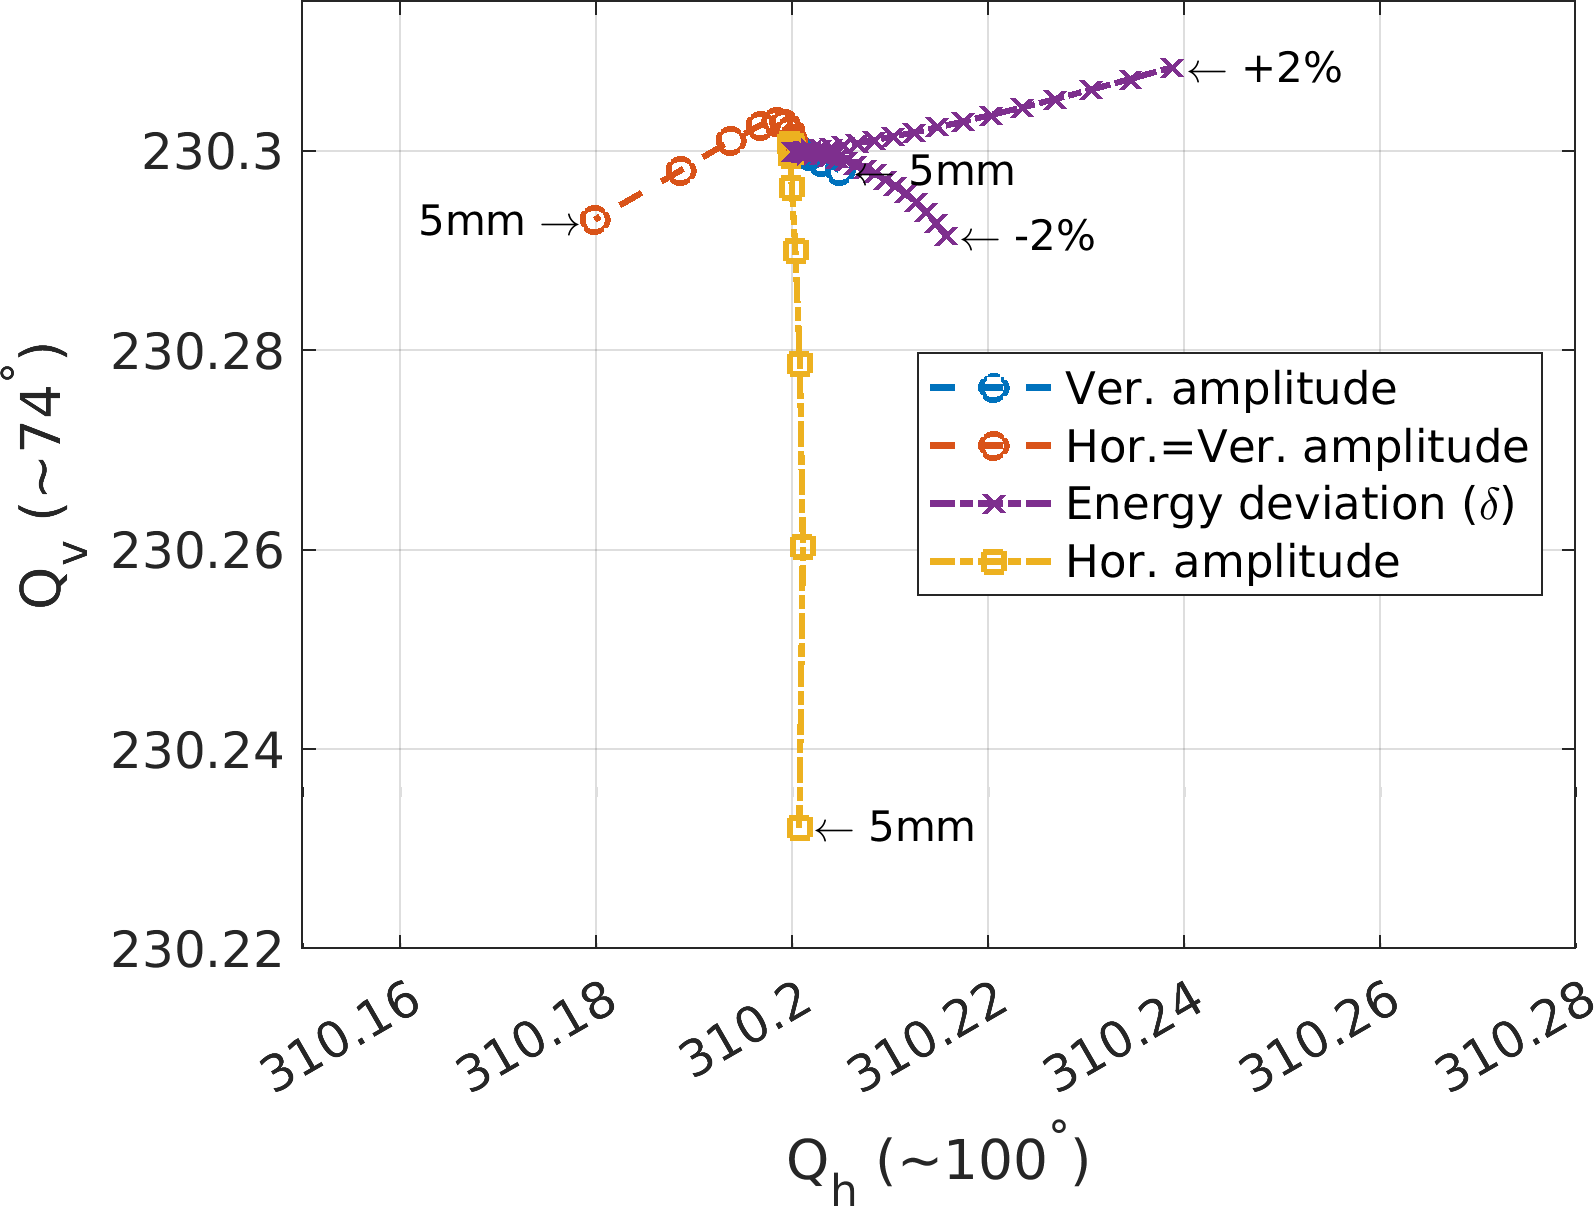 ← +2%
230.3
← 5mm
5mm →
← -2%
230.28
Ver. amplitude
Hor.=Ver. amplitude
Energy deviation (δ)
Hor. amplitude
Q_v (~74°)
230.26
230.24
← 5mm
230.22
310.16 310.18 310.2 310.22 310.24 310.26 310.28
Q_h (~100°)